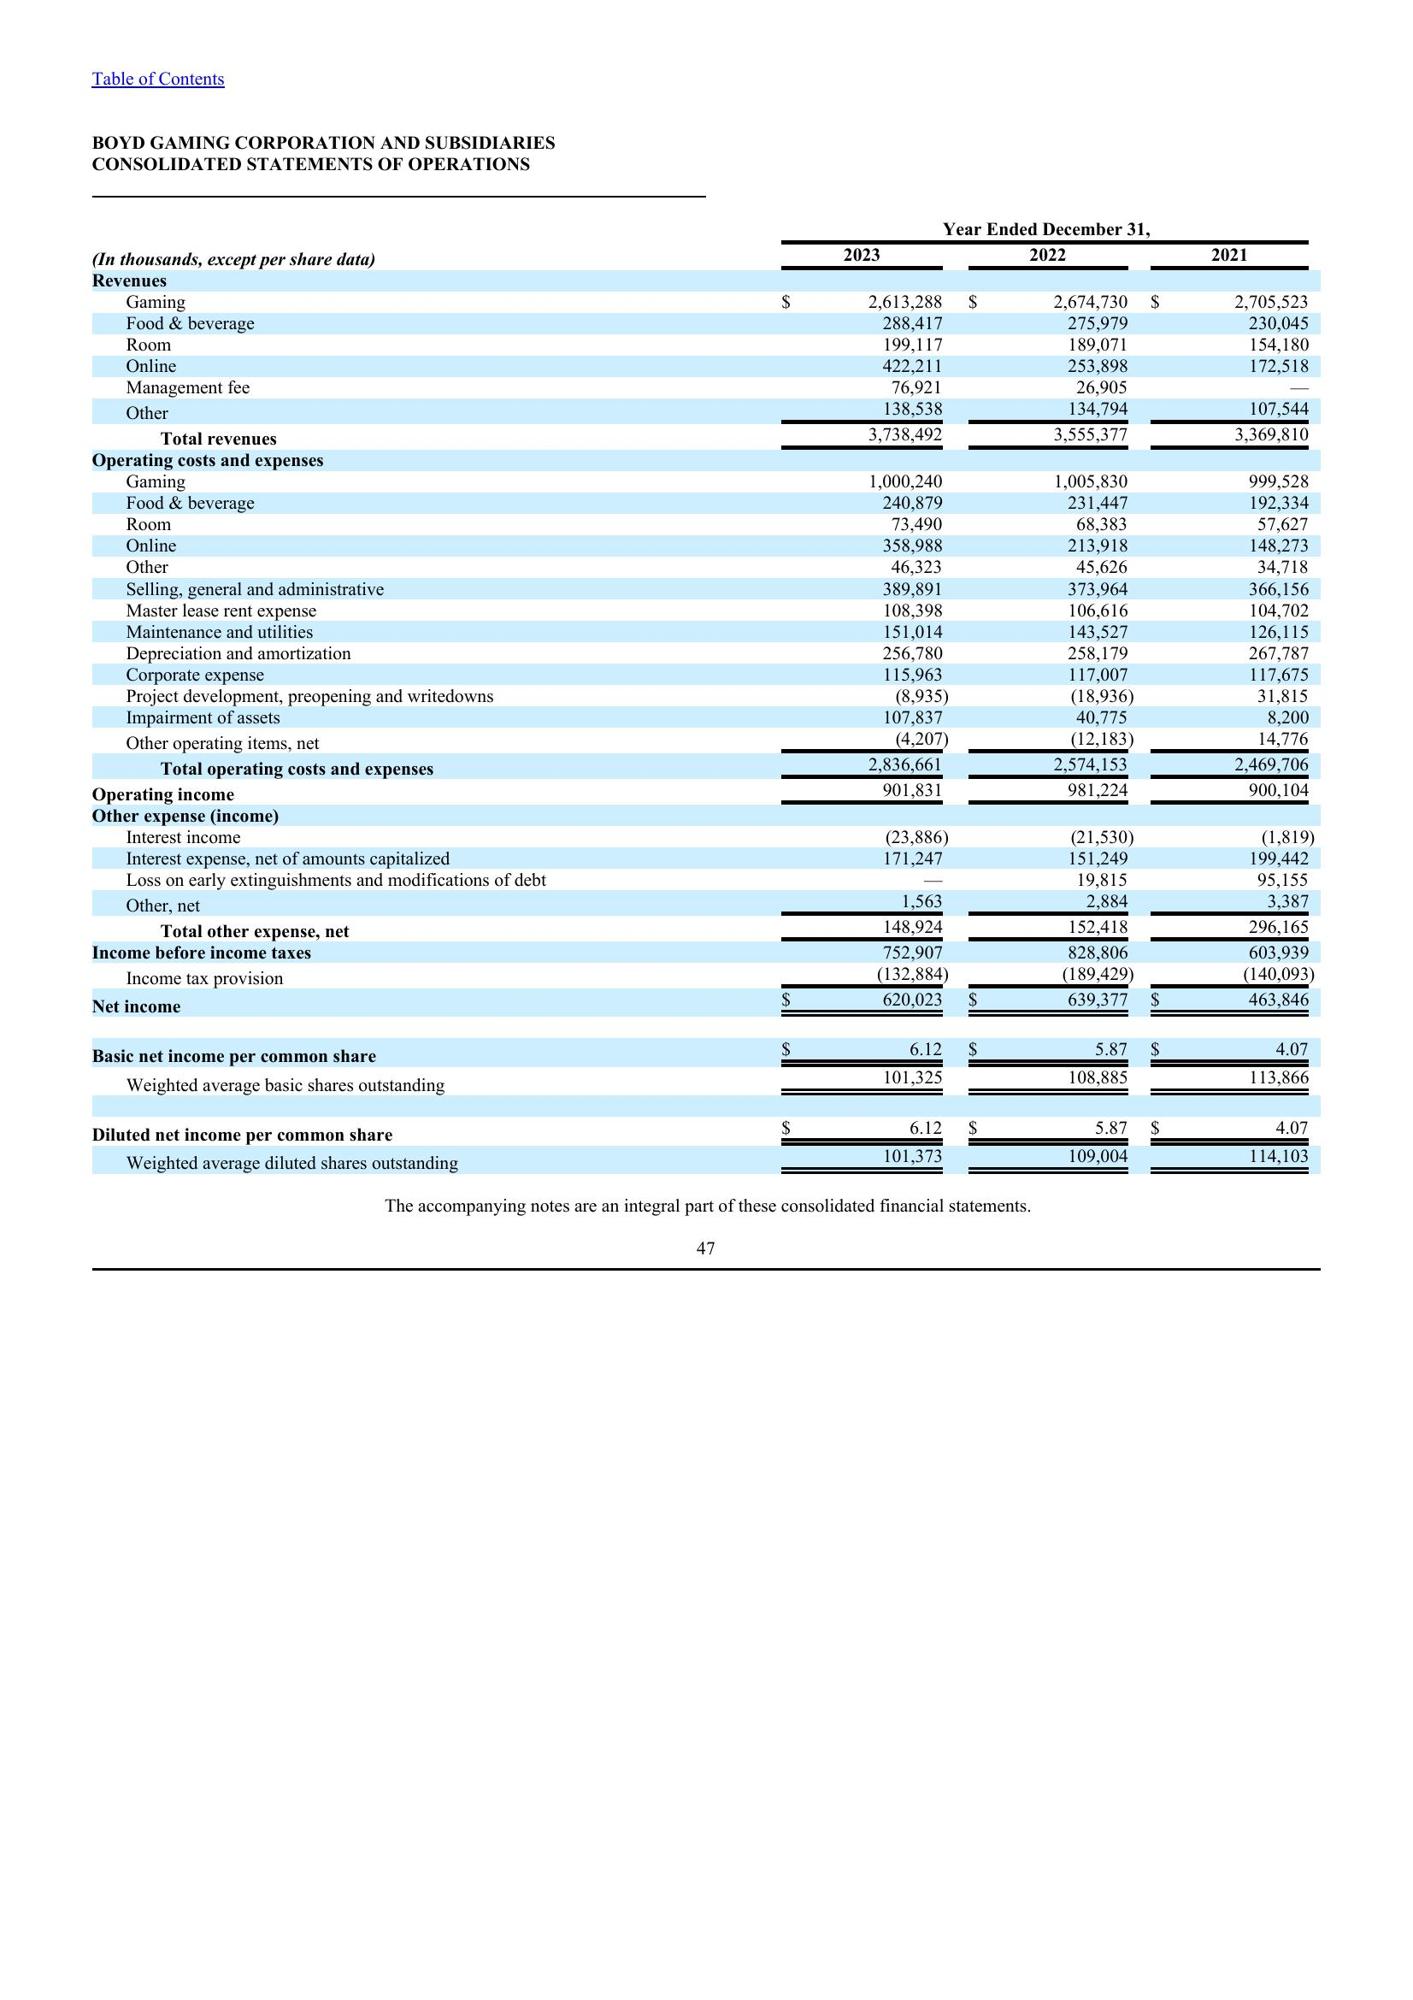 Table of Contents
BOYD GAMING CORPORATION AND SUBSIDIARIES
CONSOLIDATED STATEMENTS OF OPERATIONS
Year Ended December 31,
(In thousands, except per share data) 2023 2022 2021
Revenues
Gaming $ 2,613,288 $ 2,674,730 $ 2,705,523
Food & beverage 288,417 275,979 230,045
Room 199,117 189,071 154,180
Online 422,211 253,898 172,518
Management fee 76,921 26,905 —
Other 138,538 134,794 107,544
Total revenues 3,738,492 3,555,377 3,369,810
Operating costs and expenses
Gaming 1,000,240 1,005,830 999,528
Food & beverage 240,879 231,447 192,334
Room 73,490 68,383 57,627
Online 358,988 213,918 148,273
Other 46,323 45,626 34,718
Selling, general and administrative 389,891 373,964 366,156
Master lease rent expense 108,398 106,616 104,702
Maintenance and utilities 151,014 143,527 126,115
Depreciation and amortization 256,780 258,179 267,787
Corporate expense 115,963 117,007 117,675
Project development, preopening and writedowns (8,935) (18,936) 31,815
Impairment of assets 107,837 40,775 8,200
Other operating items, net (4,207) (12,183) 14,776
Total operating costs and expenses 2,836,661 2,574,153 2,469,706
Operating income 901,831 981,224 900,104
Other expense (income)
Interest income (23,886) (21,530) (1,819)
Interest expense, net of amounts capitalized 171,247 151,249 199,442
Loss on early extinguishments and modifications of debt — 19,815 95,155
Other, net 1,563 2,884 3,387
Total other expense, net 148,924 152,418 296,165
Income before income taxes 752,907 828,806 603,939
Income tax provision (132,884) (189,429) (140,093)
Net income $ 620,023 $ 639,377 $ 463,846
Basic net income per common share $ 6.12 $ 5.87 $ 4.07
Weighted average basic shares outstanding 101,325 108,885 113,866
Diluted net income per common share $ 6.12 $ 5.87 $ 4.07
Weighted average diluted shares outstanding 101,373 109,004 114,103
The accompanying notes are an integral part of these consolidated financial statements.
47